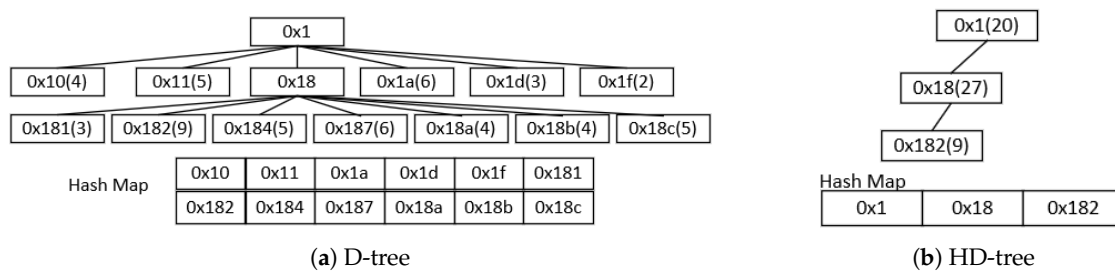 0x1
0x10(4) 0x11(5) 0x18 0x1a(6) 0x1d(3) 0x1f(2)
0x181(3) 0x182(9) 0x184(5) 0x187(6) 0x18a(4) 0x18b(4) 0x18c(5)
Hash Map
0x10 0x11 0x1a 0x1d 0x1f 0x181
0x182 0x184 0x187 0x18a 0x18b 0x18c
(a) D-tree
0x1(20)
0x18(27)
0x182(9)
Hash Map
0x1 0x18 0x182
(b) HD-tree